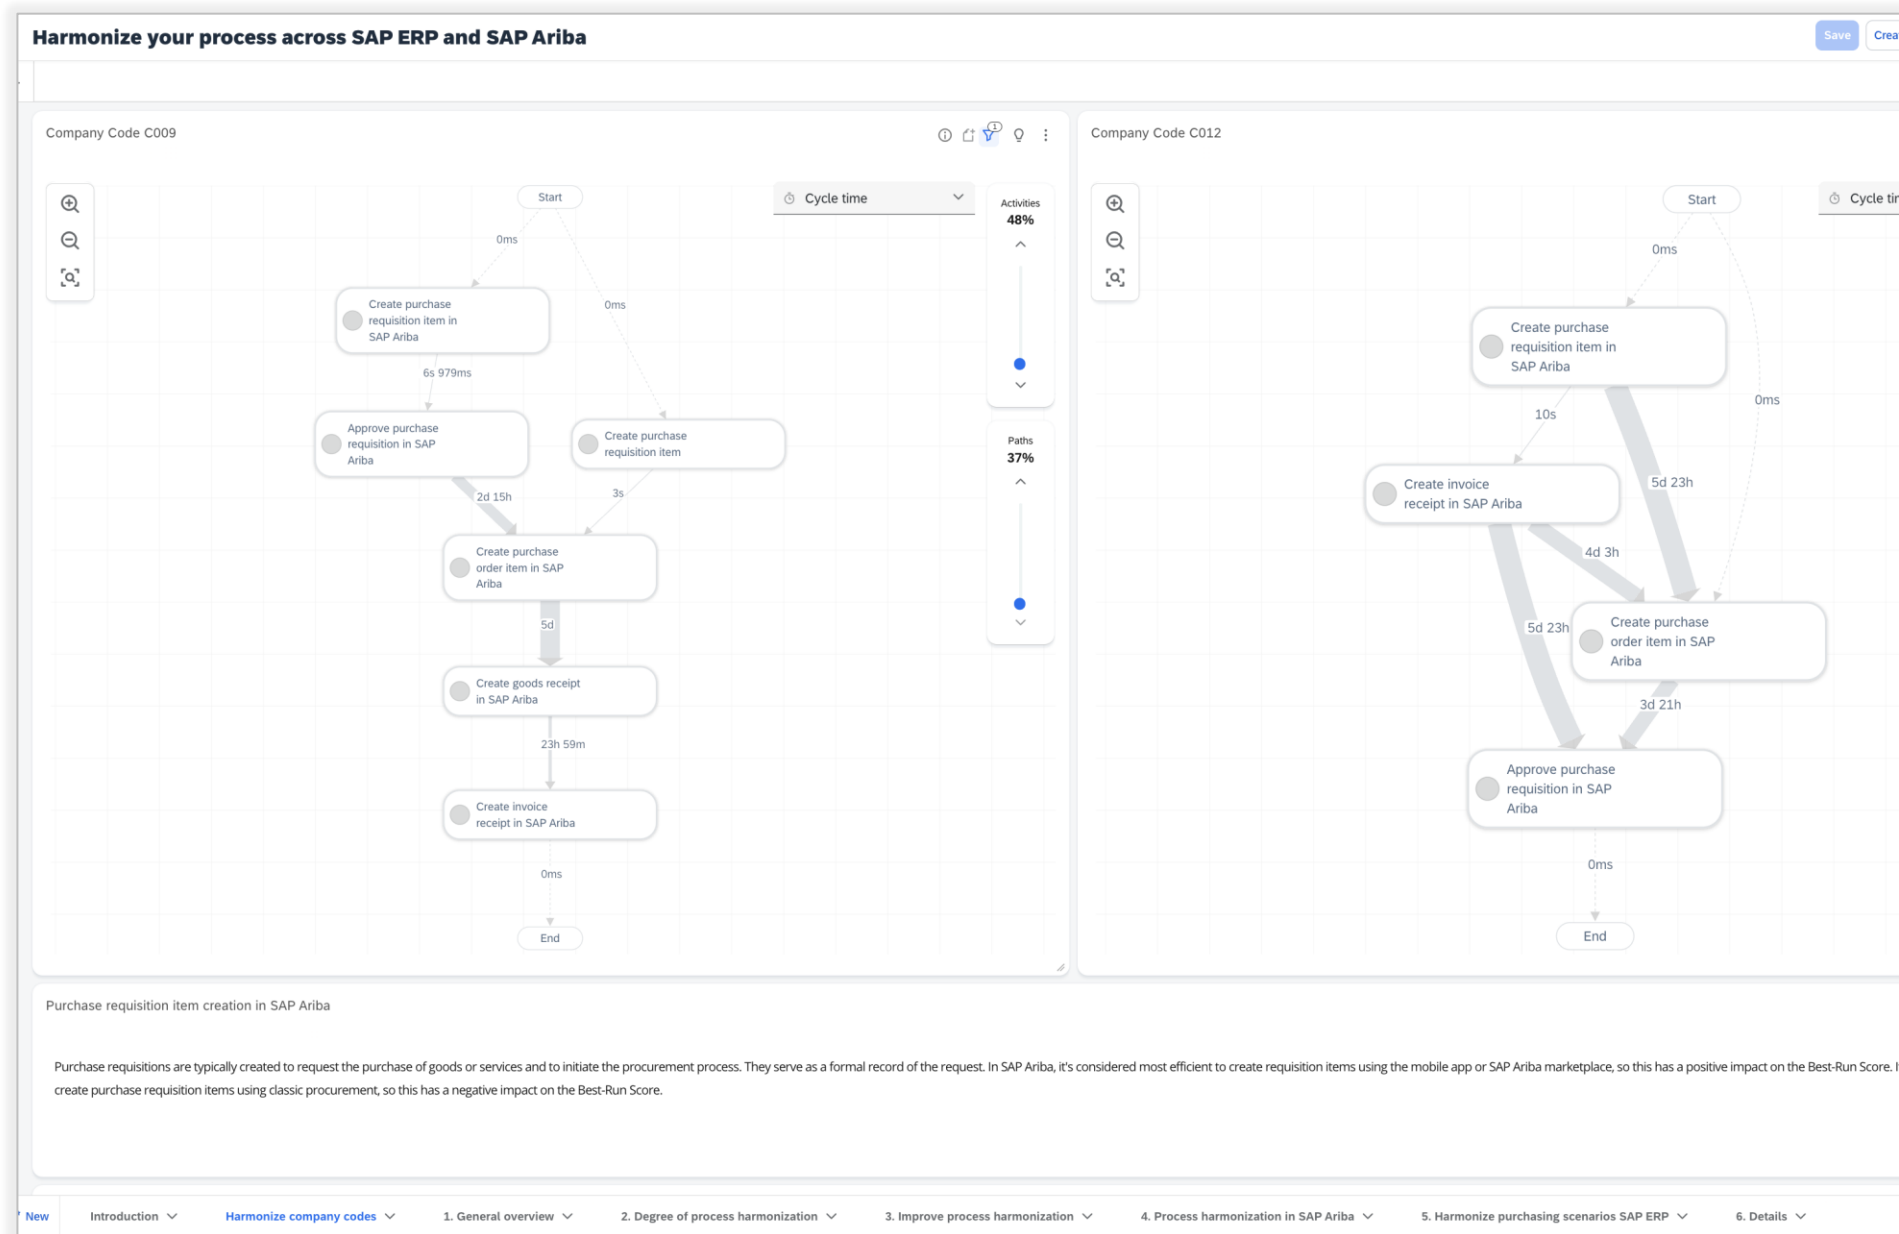 Harmonize your process across SAP ERP and SAP Ariba
Save
Company Code C009
1
Cycle time
Activities
48%
Paths
37%
Start
0ms
0ms
Create purchase
requisition item in
SAP Ariba
6s 979ms
Approve purchase
requisition in SAP
Ariba
Create purchase
requisition item
2d 15h
3s
Create purchase
order item in SAP
Ariba
5d
Create goods receipt
in SAP Ariba
23h 59m
Create invoice
receipt in SAP Ariba
0ms
End
Company Code C012
Cycle
Start
0ms
0ms
Create purchase
requisition item in
SAP Ariba
10s
5d 23h
Create invoice
receipt in SAP Ariba
4d 3h
5d 23h
Create purchase
order item in SAP
Ariba
3d 21h
Approve purchase
requisition in SAP
Ariba
0ms
End
Purchase requisition item creation in SAP Ariba
Purchase requisitions are typically created to request the purchase of goods or services and to initiate the procurement process. They serve as a formal record of the request. In SAP Ariba, it's considered most efficient to create requisition items using the mobile app or SAP Ariba marketplace, so this has a positive impact on the Best-Run Score.
create purchase requisition items using classic procurement, so this has a negative impact on the Best-Run Score.
New
Introduction
Harmonize company codes
1. General overview
2. Degree of process harmonization
3. Improve process harmonization
4. Process harmonization in SAP Ariba
5. Harmonize purchasing scenarios SAP ERP
6. Details